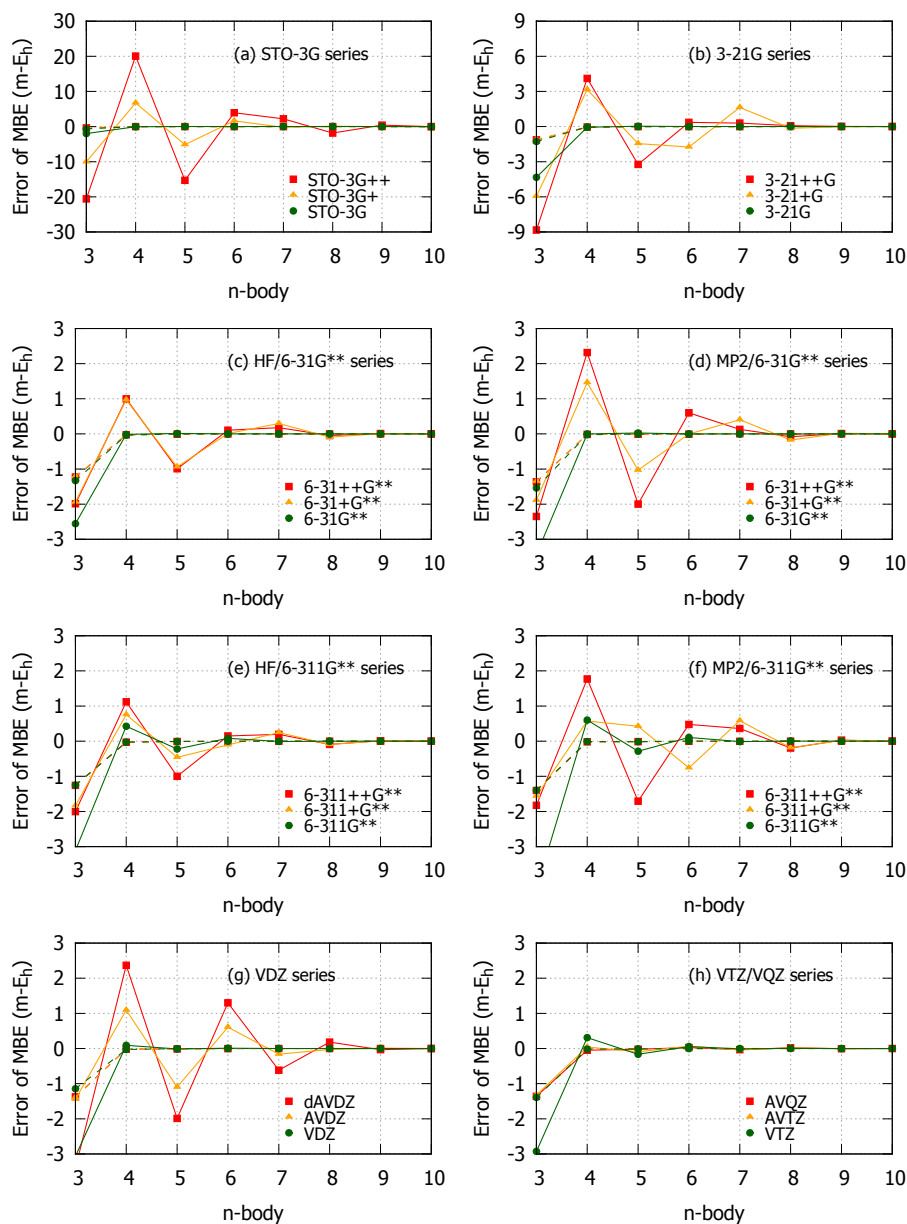 (a) STO-3G series
Error of MBE (m-Eh)
30
20
10
0
-10
-20
-30
STO-3G++
STO-3G+
STO-3G
3 4 5 6 7 8 9 10
n-body
(b) 3-21G series
Error of MBE (m-Eh)
9
6
3
0
-3
-6
-9
3-21++G
3-21+G
3-21G
3 4 5 6 7 8 9 10
n-body
(c) HF/6-31G** series
Error of MBE (m-Eh)
3
2
1
0
-1
-2
-3
6-31++G**
6-31+G**
6-31G**
3 4 5 6 7 8 9 10
n-body
(d) MP2/6-31G** series
Error of MBE (m-Eh)
3
2
1
0
-1
-2
-3
6-31++G**
6-31+G**
6-31G**
3 4 5 6 7 8 9 10
n-body
(e) HF/6-311G** series
Error of MBE (m-Eh)
3
2
1
0
-1
-2
-3
6-311++G**
6-311+G**
6-311G**
3 4 5 6 7 8 9 10
n-body
(f) MP2/6-311G** series
Error of MBE (m-Eh)
3
2
1
0
-1
-2
-3
6-311++G**
6-311+G**
6-311G**
3 4 5 6 7 8 9 10
n-body
(g) VDZ series
Error of MBE (m-Eh)
3
2
1
0
-1
-2
-3
dAVDZ
AVDZ
VDZ
3 4 5 6 7 8 9 10
n-body
(h) VTZ/VQZ series
Error of MBE (m-Eh)
3
2
1
0
-1
-2
-3
AVQZ
AVTZ
VTZ
3 4 5 6 7 8 9 10
n-body